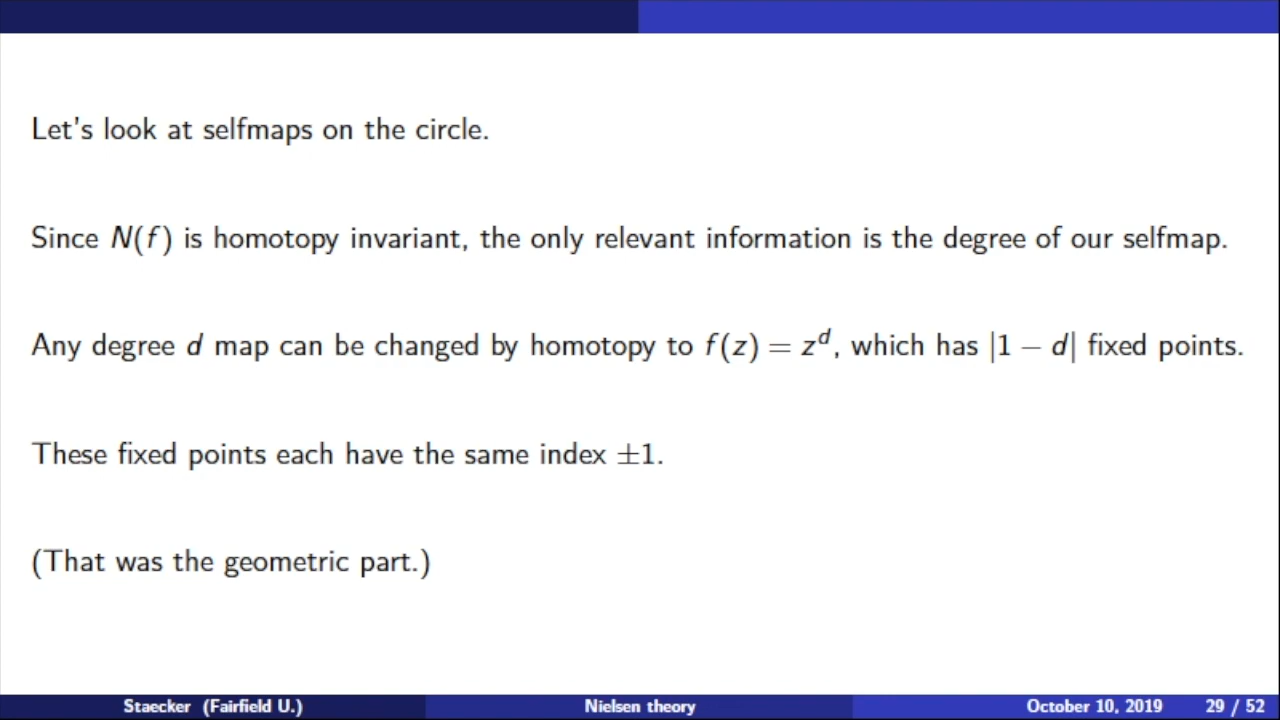 Let's look at selfmaps on the circle.
Since N(f) is homotopy invariant, the only relevant information is the degree of our selfmap.
Any degree d map can be changed by homotopy to f(z) = z^d, which has |1 − d| fixed points.
These fixed points each have the same index ±1.
(That was the geometric part.)
Staecker (Fairfield U.) Nielsen theory October 10, 2019 29 / 52